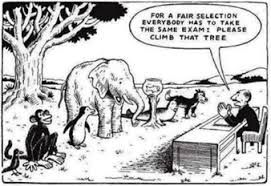 FOR A FAIR SELECTION
EVERYBODY HAS TO TAKE
THE SAME EXAM: PLEASE
CLIMB THAT TREE